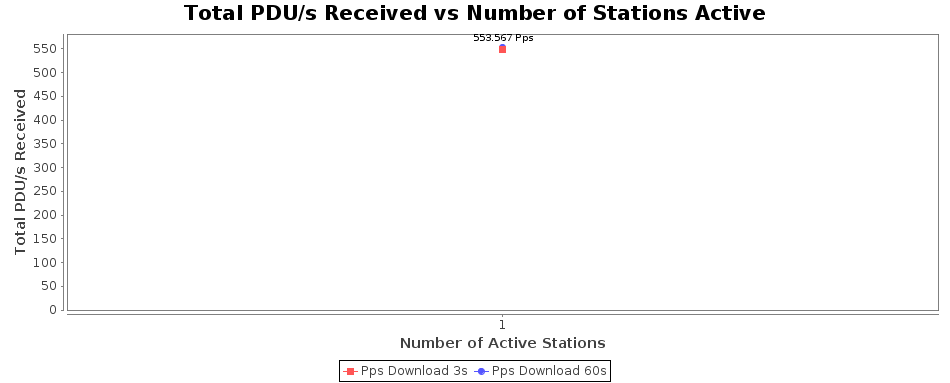 Total PDU/s Received vs Number of Stations Active
553.567 Pps
550
500
450
400
350
300
250
200
150
100
50
0
Total PDU/s Received
1
Number of Active Stations
Pps Download 3s Pps Download 60s